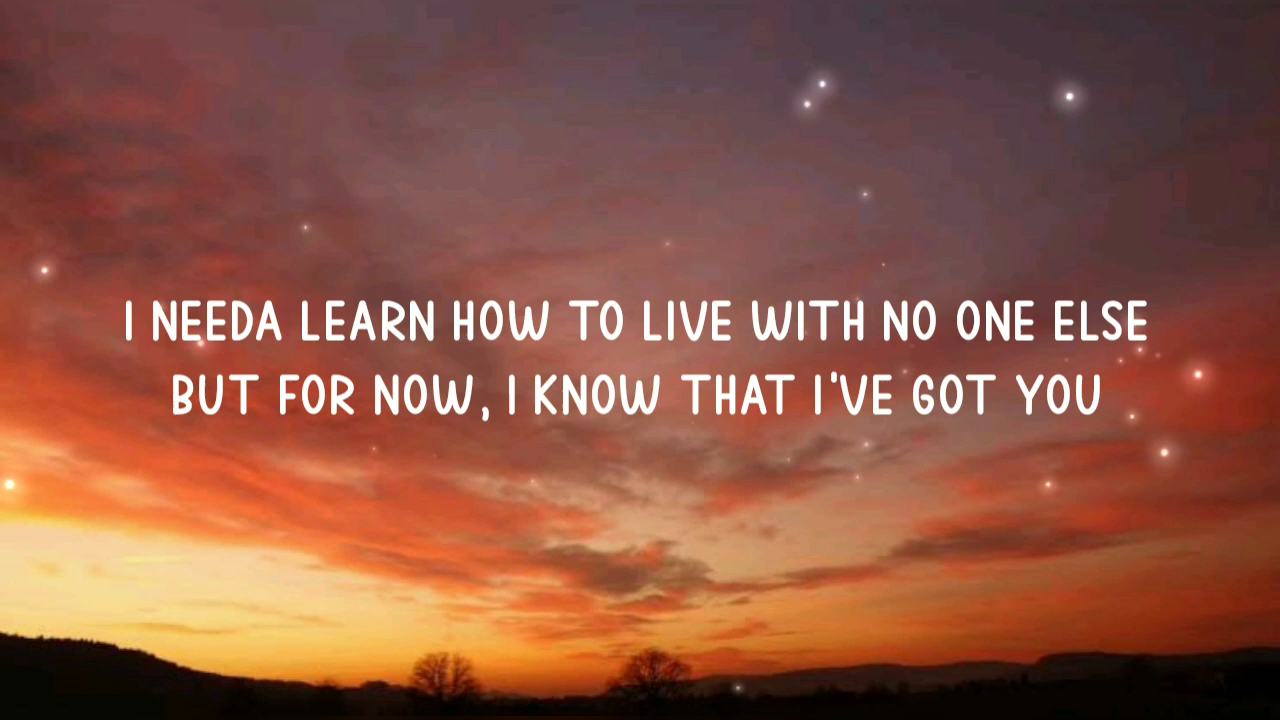 I NEEDA LEARN HOW TO LIVE WITH NO ONE ELSE
BUT FOR NOW, I KNOW THAT I'VE GOT YOU